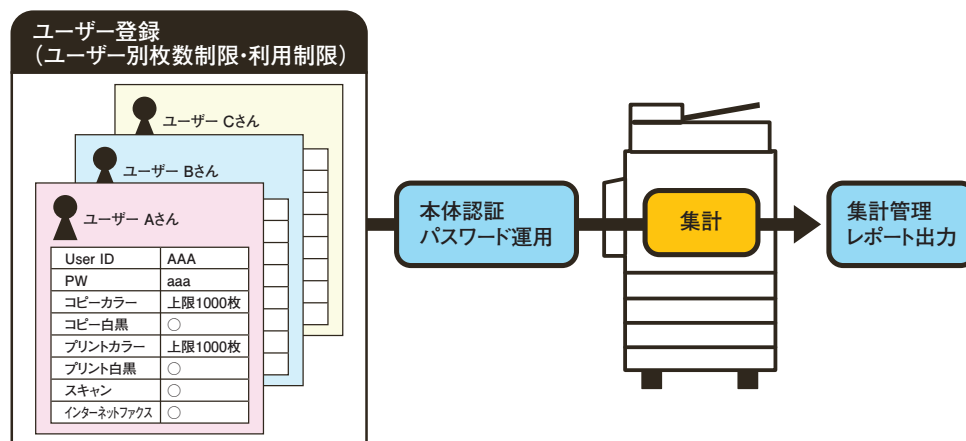 ユーザー登録
(ユーザー別枚数制限・利用制限)
ユーザー Cさん
ユーザー Bさん
ユーザー Aさん
User ID AAA
PW aaa
コピーカラー 上限1000枚
コピー白黒 ○
プリントカラー 上限1000枚
プリント白黒 ○
スキャン ○
インターネットファクス ○
本体認証
パスワード運用
集計
集計管理
レポート出力